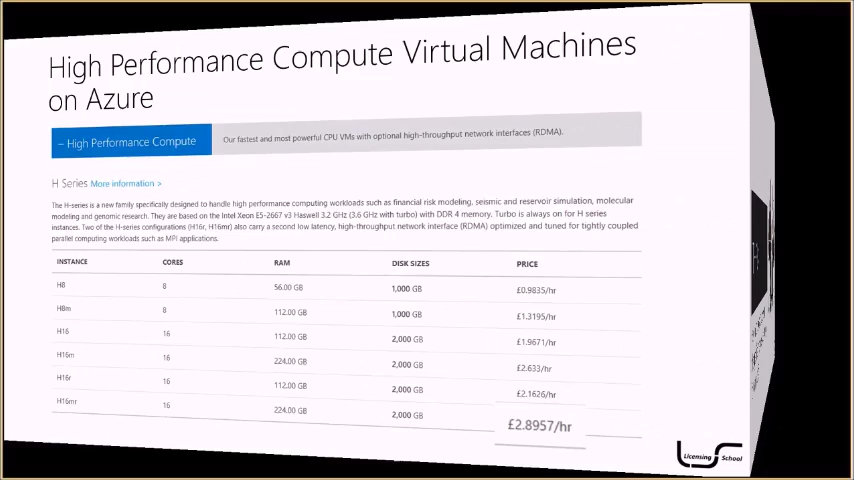 High Performance Compute Virtual Machines
on Azure
– High Performance Compute
Our fastest and most powerful CPU VMs with optional high-throughput network interfaces (RDMA).
H Series More information >
The H-series is a new family specifically designed to handle high performance computing workloads such as financial risk modeling, seismic and reservoir simulation, molecular
modeling and genomic research. They are based on the Intel Xeon E5-2667 v3 Haswell 3.2 GHz (3.6 GHz with turbo) with DDR 4 memory. Turbo is always on for H series
instances. Two of the H-series configurations (H16r, H16mr) also carry a second low latency, high-throughput network interface (RDMA) optimized and tuned for tightly coupled
parallel computing workloads such as MPI applications.
INSTANCE CORES RAM DISK SIZES PRICE
H8 8 56.00 GB 1,000 GB £0.9835/hr
H8m 8 112.00 GB 1,000 GB £1.3195/hr
H16 16 112.00 GB 2,000 GB £1.9671/hr
H16m 16 224.00 GB 2,000 GB £2.633/hr
H16r 16 112.00 GB 2,000 GB £2.1626/hr
H16mr 16 224.00 GB 2,000 GB £2.8957/hr
Licensing School